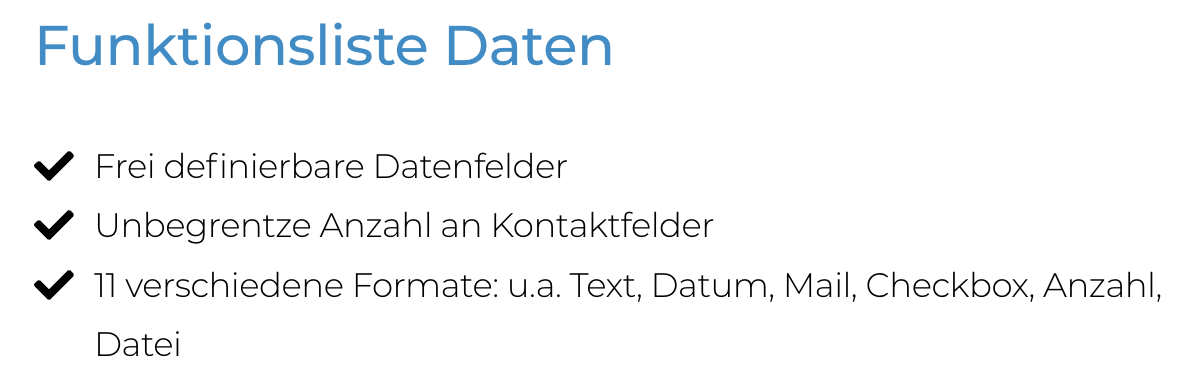 Funktionsliste Daten
Frei definierbare Datenfelder
Unbegrentze Anzahl an Kontaktfelder
11 verschiedene Formate: u.a. Text, Datum, Mail, Checkbox, Anzahl,
Datei